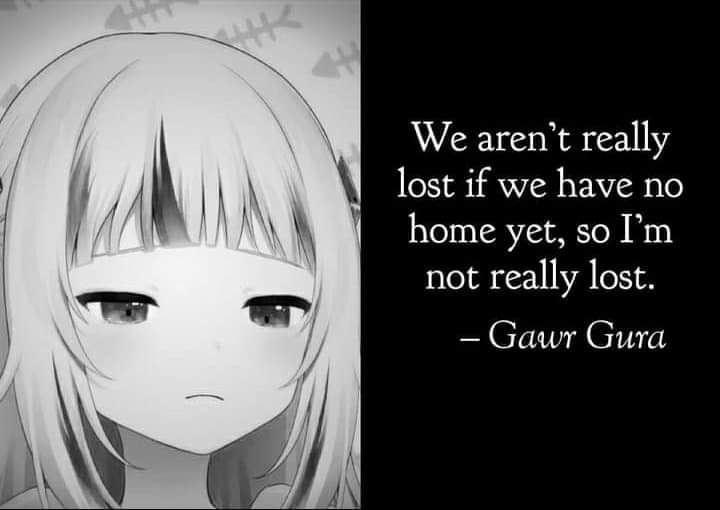 We aren’t really
lost if we have no
home yet, so I’m
not really lost.
– Gawr Gura